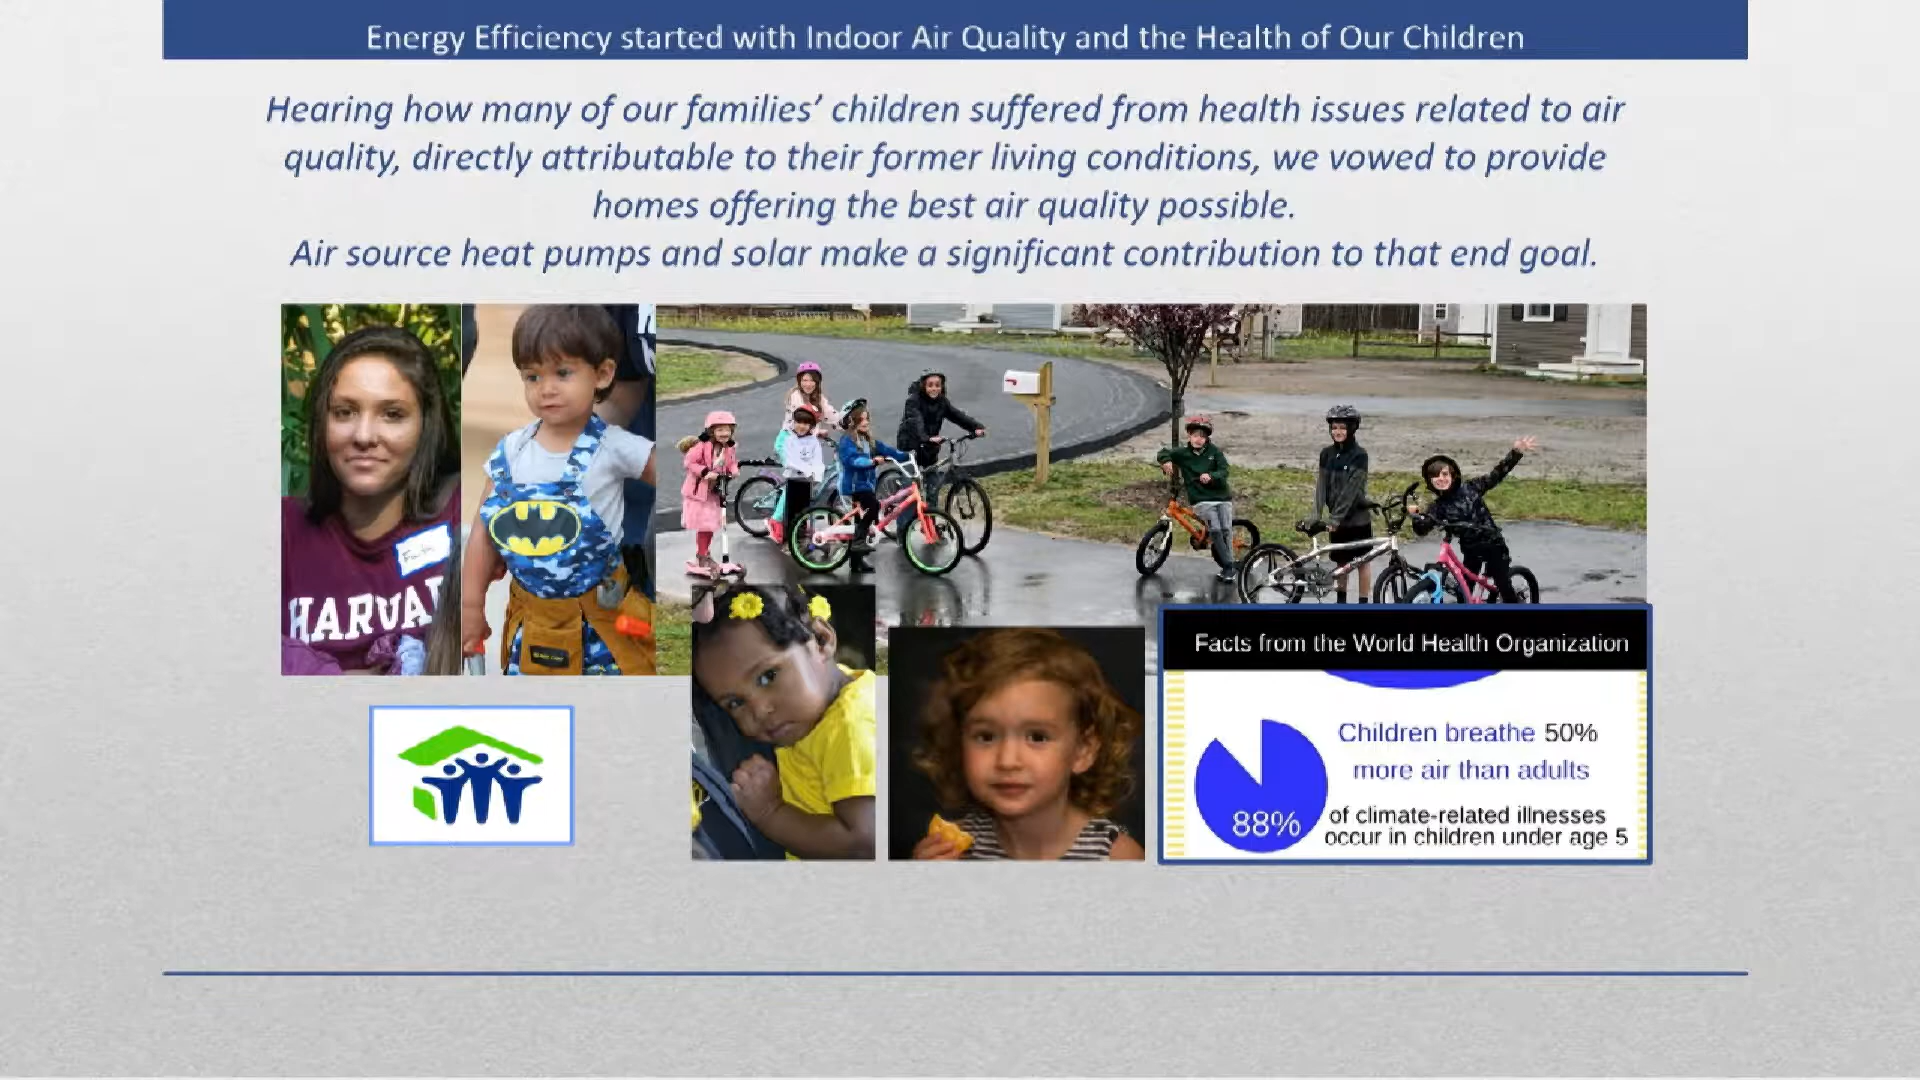 Energy Efficiency started with Indoor Air Quality and the Health of Our Children
Hearing how many of our families’ children suffered from health issues related to air
quality, directly attributable to their former living conditions, we vowed to provide
homes offering the best air quality possible.
Air source heat pumps and solar make a significant contribution to that end goal.
HARVA
Facts from the World Health Organization
Children breathe 50%
more air than adults
88%
of climate-related illnesses
occur in children under age 5